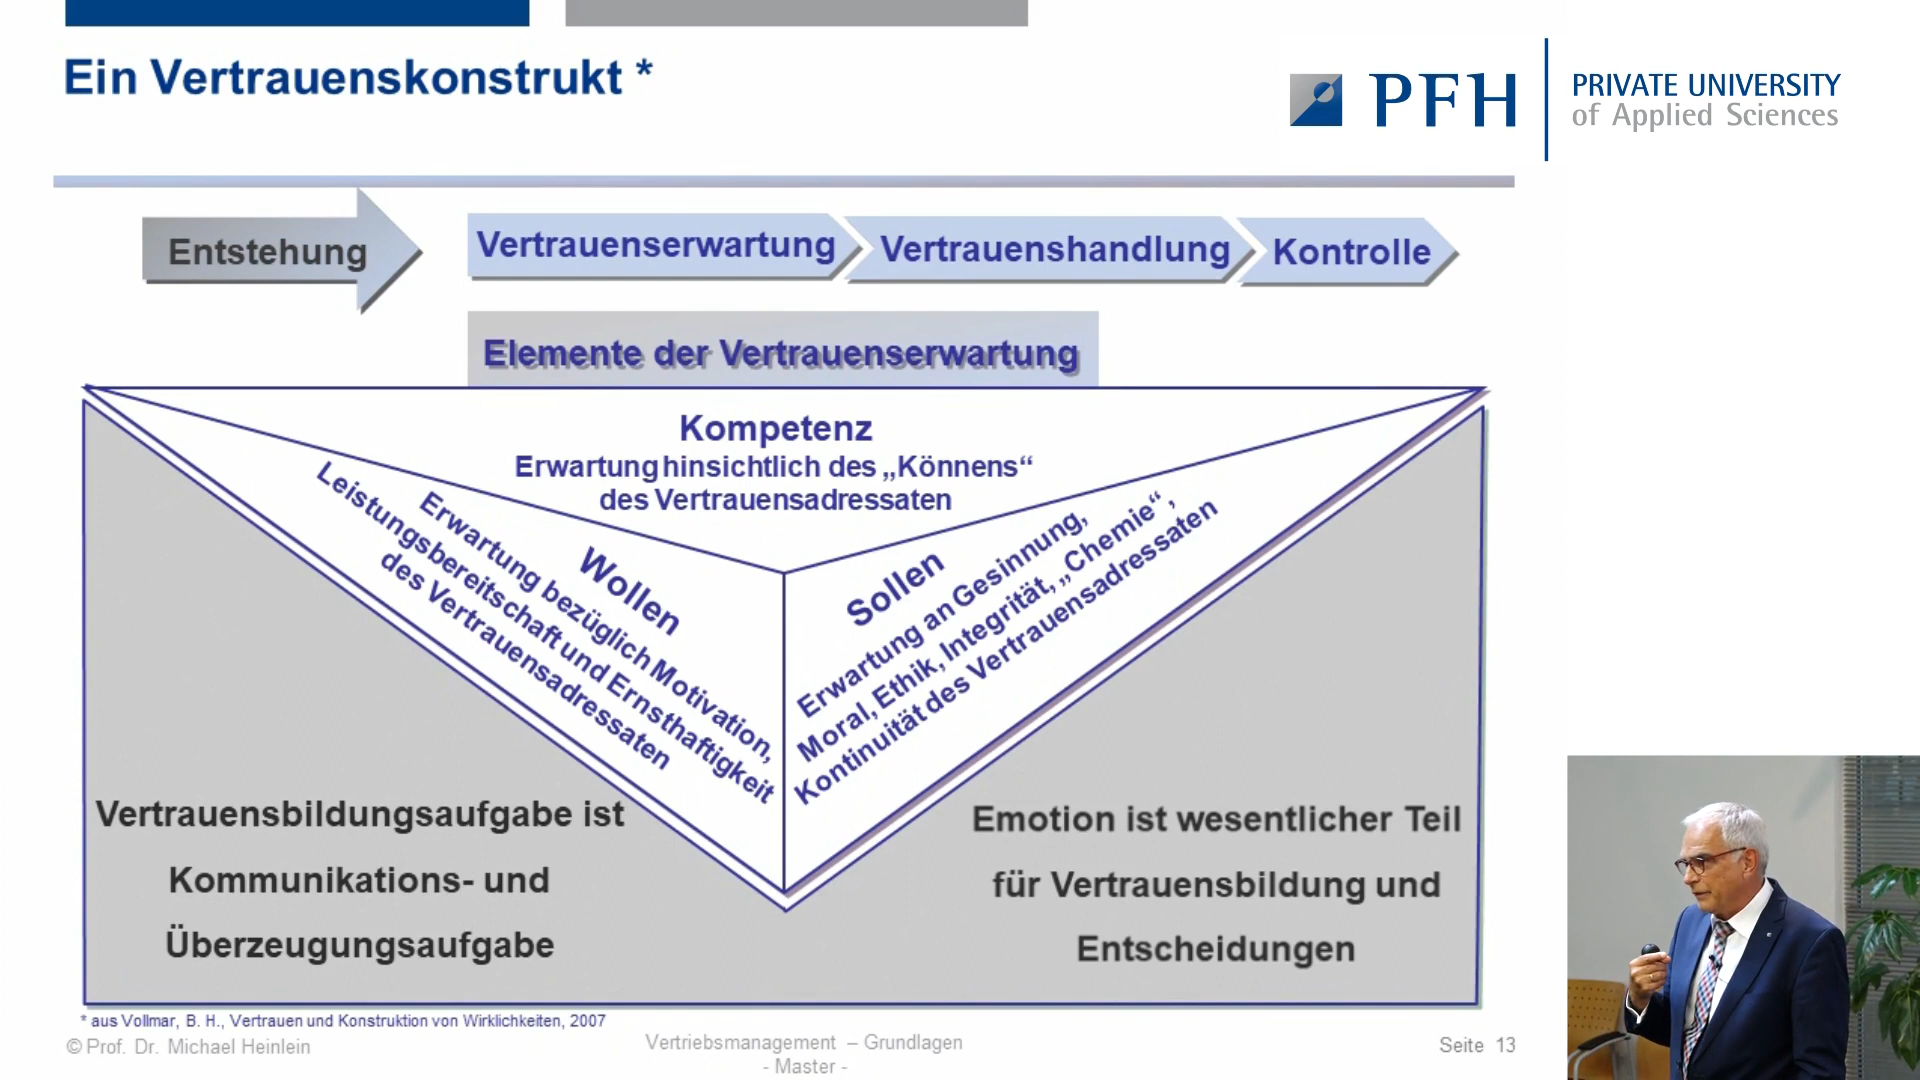 Ein Vertrauenskonstrukt *
PFH
PRIVATE UNIVERSITY
of Applied Sciences
Entstehung
Vertrauenserwartung
Vertrauenshandlung
Kontrolle
Elemente der Vertrauenserwartung
Kompetenz
Erwartung hinsichtlich des „Könnens“
des Vertrauensadressaten
Wollen
Erwartung bezüglich Motivation,
Leistungsbereitschaft und Ernsthaftigkeit
des Vertrauensadressaten
Sollen
Erwartung an Gesinnung,
Moral, Ethik, Integrität, „Chemie“,
Kontinuität des Vertrauensadressaten
Vertrauensbildungsaufgabe ist
Kommunikations- und
Überzeugungsaufgabe
Emotion ist wesentlicher Teil
für Vertrauensbildung und
Entscheidungen
* aus Vollmar, B. H., Vertrauen und Konstruktion von Wirklichkeiten, 2007
© Prof. Dr. Michael Heinlein
Vertriebsmanagement – Grundlagen
- Master -
Seite 13